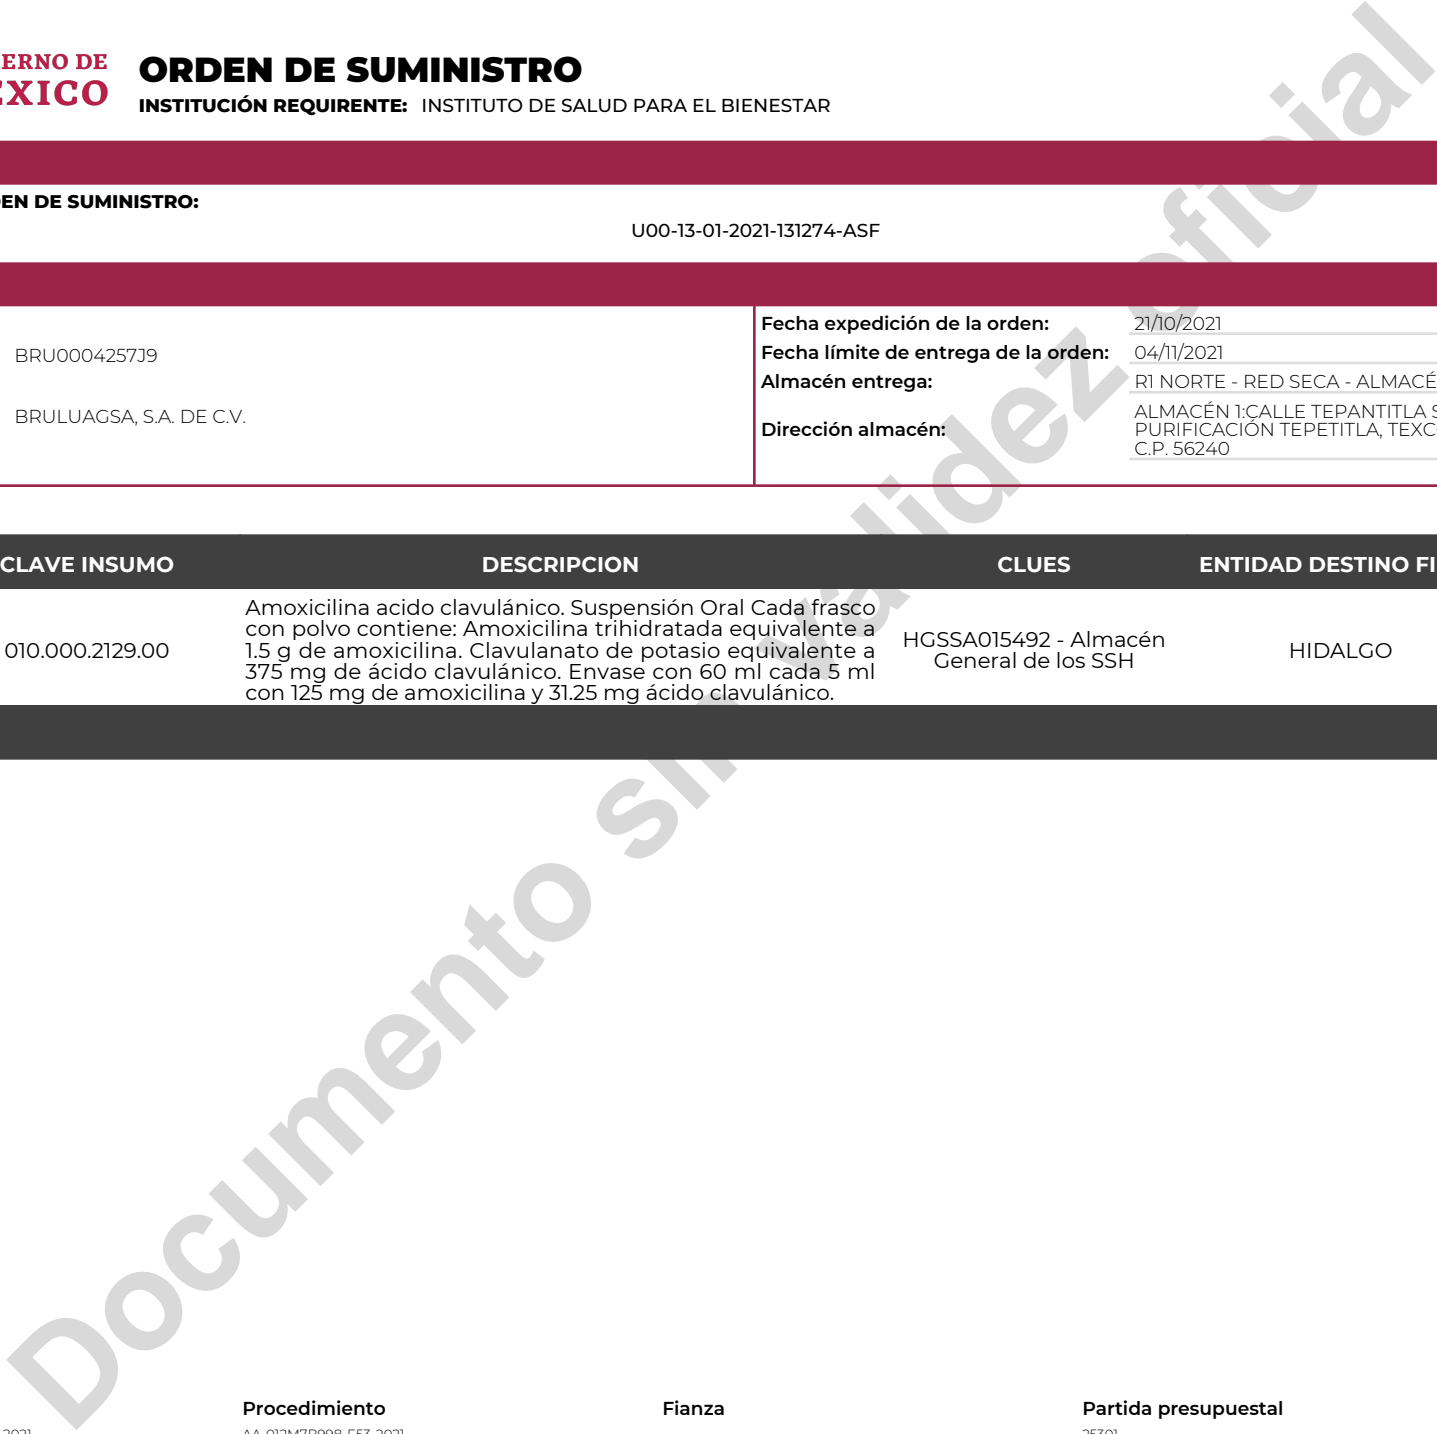 ERNO DE
EXICO
ORDEN DE SUMINISTRO
INSTITUCIÓN REQUIRENTE: INSTITUTO DE SALUD PARA EL BIENESTAR
EN DE SUMINISTRO:
U00-13-01-2021-131274-ASF
BRU0004257J9
BRULUAGSA, S.A. DE C.V.
Fecha expedición de la orden: 21/10/2021
Fecha límite de entrega de la orden: 04/11/2021
Almacén entrega: R1 NORTE - RED SECA - ALMACÉ
Dirección almacén:
ALMACÉN 1:CALLE TEPANTITLA S
PURIFICACIÓN TEPETITLA, TEXC
C.P. 56240
CLAVE INSUMO DESCRIPCION CLUES ENTIDAD DESTINO FI
010.000.2129.00
Amoxicilina acido clavulánico. Suspensión Oral Cada frasco
con polvo contiene: Amoxicilina trihidratada equivalente a
1.5 g de amoxicilina. Clavulanato de potasio equivalente a
375 mg de ácido clavulánico. Envase con 60 ml cada 5 ml
con 125 mg de amoxicilina y 31.25 mg ácido clavulánico.
HGSSA015492 - Almacén
General de los SSH
HIDALGO
Documento sin validez oficial
Procedimiento Fianza Partida presupuestal